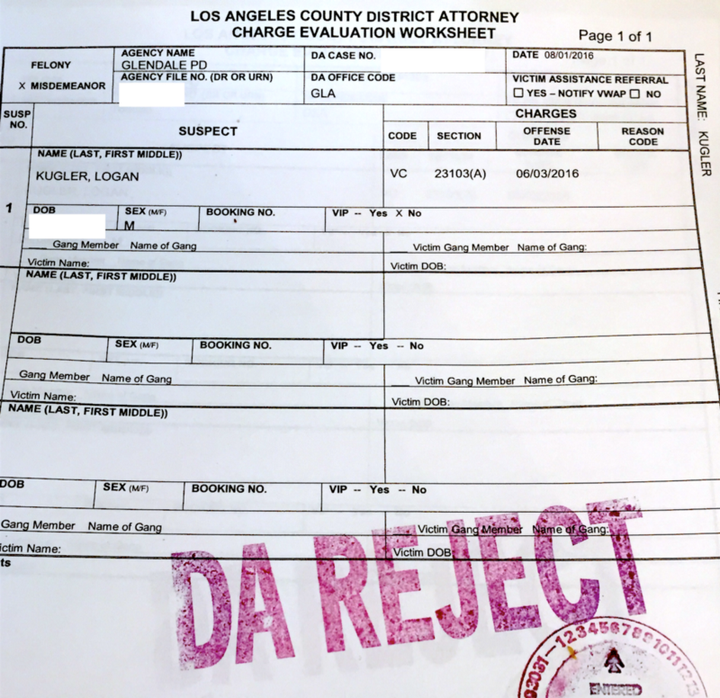 LOS ANGELES COUNTY DISTRICT ATTORNEY
CHARGE EVALUATION WORKSHEET
Page 1 of 1
FELONY
X MISDEMEANOR
AGENCY NAME
GLENDALE PD
DA CASE NO.
DATE 08/01/2016
AGENCY FILE NO. (DR OR URN)
DA OFFICE CODE
GLA
VICTIM ASSISTANCE REFERRAL
☐ YES – NOTIFY VWAP ☐ NO
LAST NAME: KUGLER
SUSP
NO.
SUSPECT
CHARGES
CODE
SECTION
OFFENSE
DATE
REASON
CODE
1
NAME (LAST, FIRST MIDDLE))
KUGLER, LOGAN
VC 23103(A) 06/03/2016
DOB
SEX (M/F)
M
BOOKING NO.
VIP -- Yes X No
Gang Member Name of Gang
Victim Gang Member Name of Gang:
Victim Name:
Victim DOB:
NAME (LAST, FIRST MIDDLE))
DOB
SEX (M/F)
BOOKING NO.
VIP -- Yes -- No
Gang Member Name of Gang
Victim Gang Member Name of Gang:
Victim Name:
Victim DOB:
NAME (LAST, FIRST MIDDLE))
DOB
SEX (M/F)
BOOKING NO.
VIP -- Yes -- No
Gang Member Name of Gang
Victim Gang Member Name of Gang:
ictim Name:
Victim DOB:
ts
DA REJECT
ENTERED